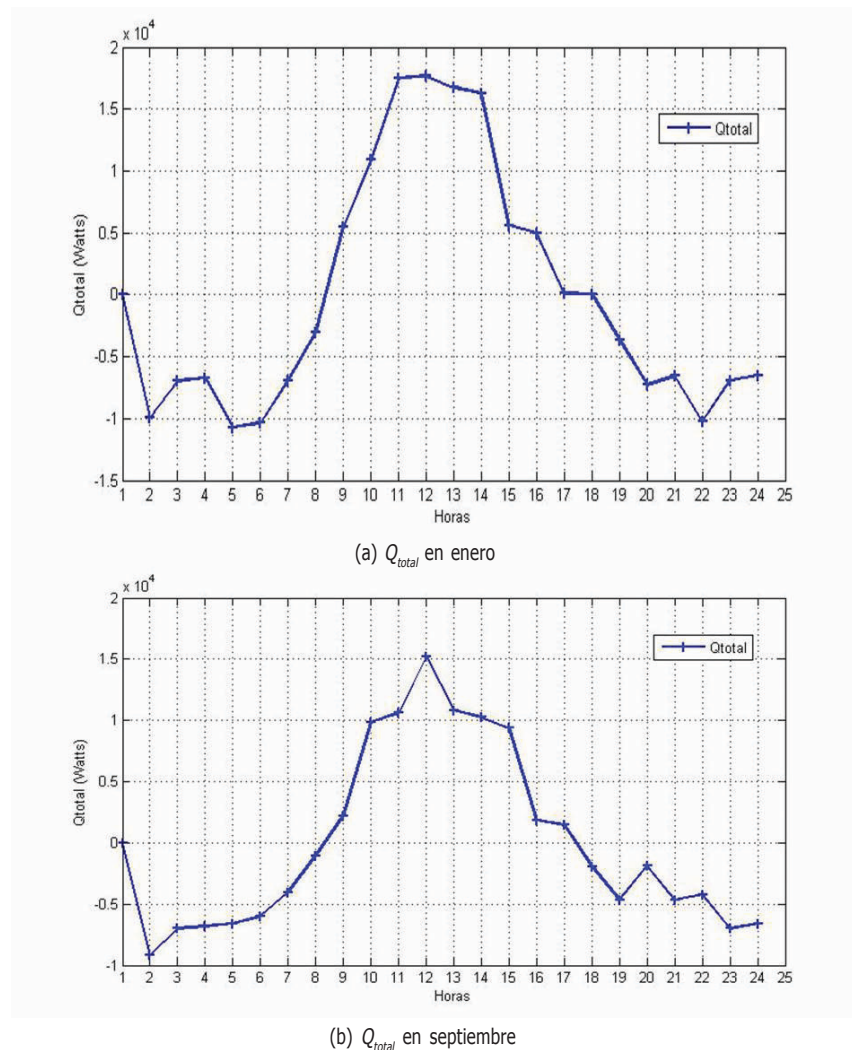 x 10⁴
2
1.5
1
0.5
0
-0.5
-1
-1.5
Qtotal (Watts)
Qtotal
1 2 3 4 5 6 7 8 9 10 11 12 13 14 15 16 17 18 19 20 21 22 23 24 25
Horas
(a) Qtotal en enero
x 10⁴
2
1.5
1
0.5
0
-0.5
-1
Qtotal (Watts)
Qtotal
1 2 3 4 5 6 7 8 9 10 11 12 13 14 15 16 17 18 19 20 21 22 23 24 25
Horas
(b) Qtotal en septiembre